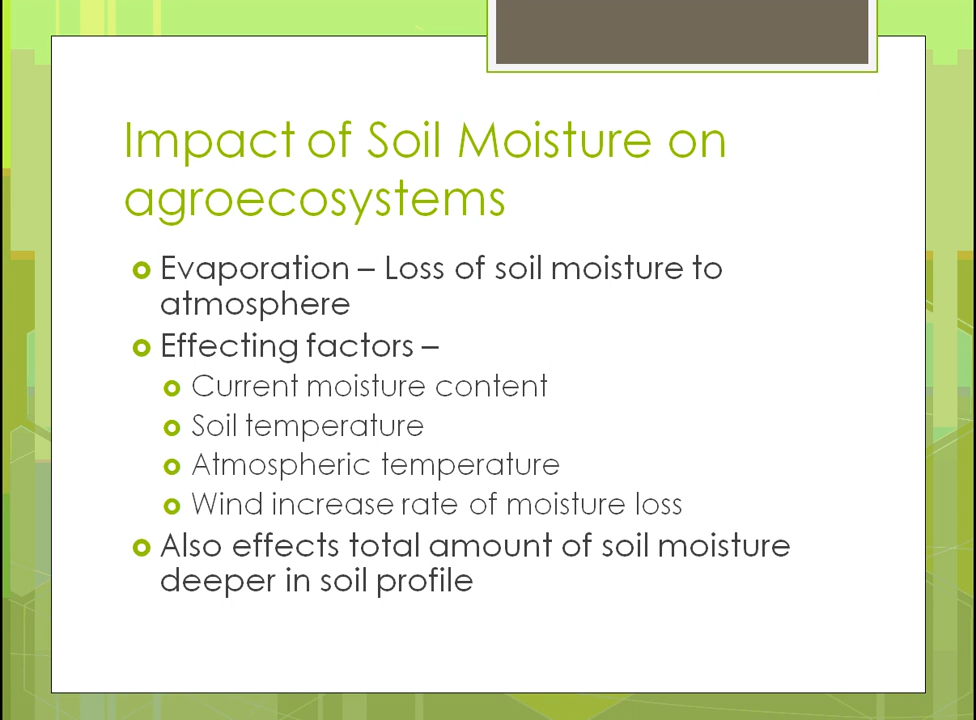 Impact of Soil Moisture on
agroecosystems
Evaporation – Loss of soil moisture to
atmosphere
Effecting factors –
Current moisture content
Soil temperature
Atmospheric temperature
Wind increase rate of moisture loss
Also effects total amount of soil moisture
deeper in soil profile